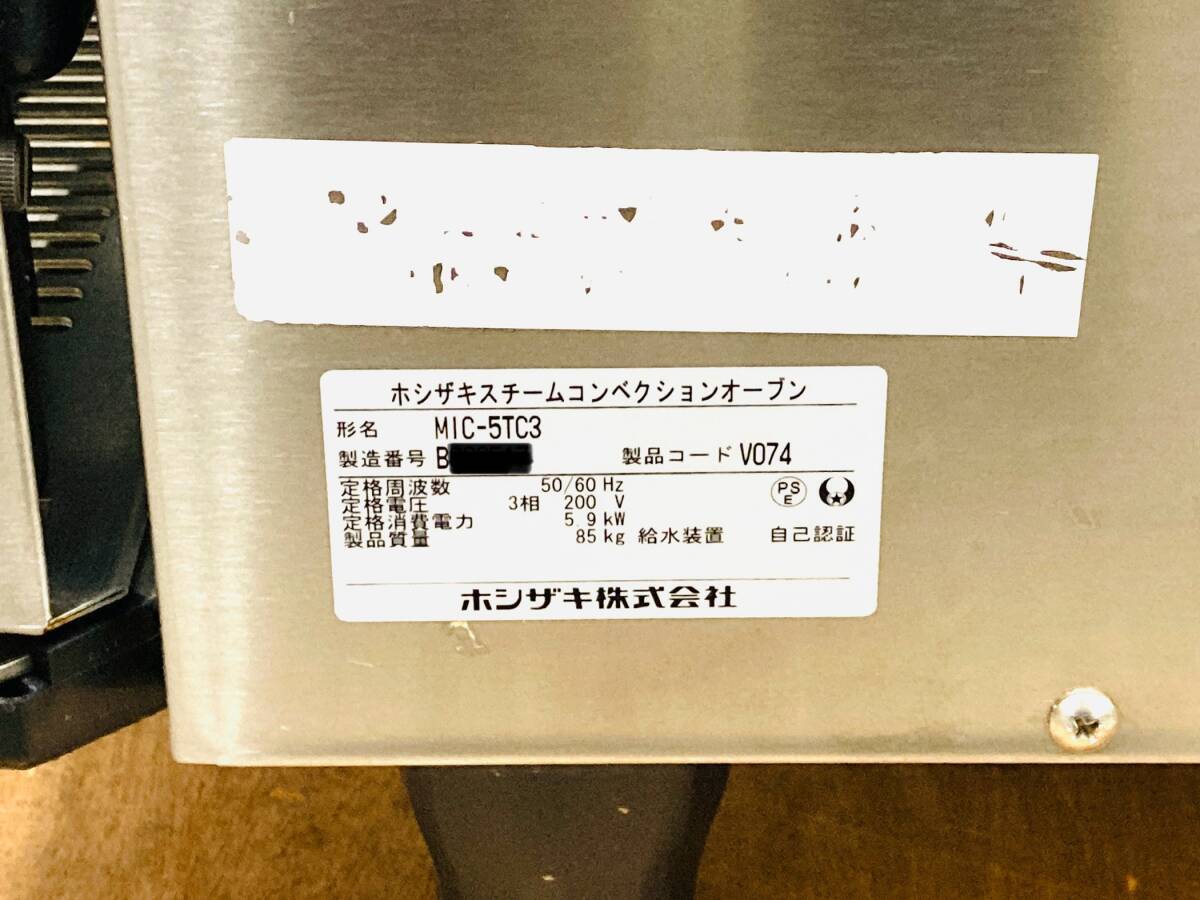 ホシザキスチームコンベクションオーブン
形名 MIC-5TC3
製造番号 B 製品コード V074
定格周波数 50/60 Hz PSE
定格電圧 3相 200 V
定格消費電力 5.9 kW
製品質量 85 kg 給水装置 自己認証
ホシザキ株式会社